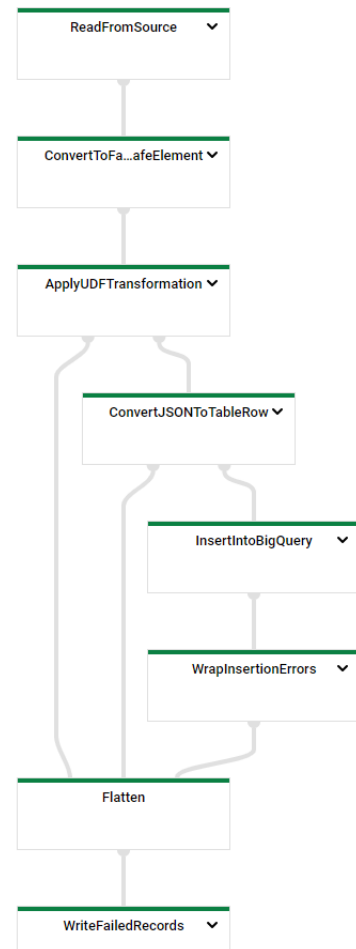 ReadFromSource
ConvertToFa...afeElement
ApplyUDFTransformation
ConvertJSONToTableRow
InsertIntoBigQuery
WrapInsertionErrors
Flatten
WriteFailedRecords